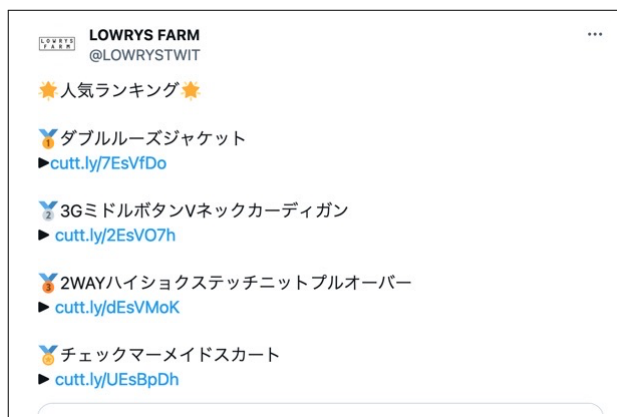 LOWRYS
FARM
LOWRYS FARM
@LOWRYSTWIT
🌟人気ランキング🌟
🥇ダブルルーズジャケット
▶cutt.ly/7EsVfDo
🥈3GミドルボタンVネックカーディガン
▶ cutt.ly/2EsVO7h
🥉2WAYハイショクステッチニットプルオーバー
▶ cutt.ly/dEsVMoK
🏅チェックマーメイドスカート
▶ cutt.ly/UEsBpDh